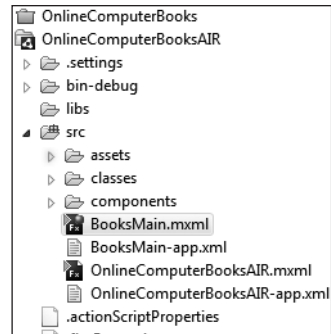 OnlineComputerBooks
OnlineComputerBooksAIR
.settings
bin-debug
libs
src
assets
classes
components
BooksMain.mxml
BooksMain-app.xml
OnlineComputerBooksAIR.mxml
OnlineComputerBooksAIR-app.xml
.actionScriptProperties